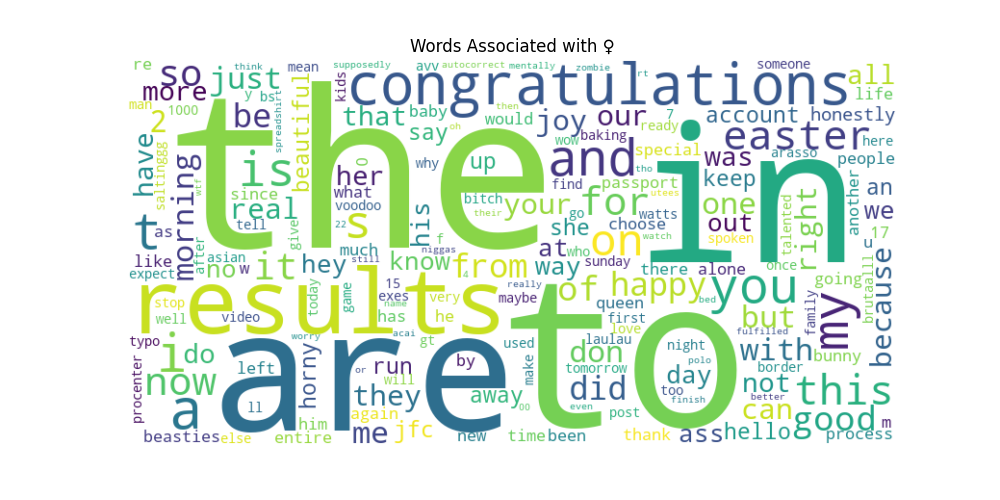 Words Associated with ♀
re think supposedly avv autocorrect mentally zombie rt someone
so just mean kids congratulations all
more y bs beautiful life
man 1000 the in
2 be spreadshirt that baby then would joy 7 our account honestly
say oh wow baking ready easter here
have saltinggg morning wtf is her 0 why up and special was arasso people
what bitch find passport keep another an
since voodoo your for one talented we
t real s his their go utees choose watts out right 17
as tell give 22 f she on watch spoken u
like w it hey much still niggas know from at who sunday there alone once because
expect no after asian today game 15 4 way really maybe of happy bed you going brutaalll
results exes name very queen family my
stop video has he first love fulfilled but
well acai gt laulau
typo i do worry or run by used don night polo with border bunny
procenter left horny will make tomorrow day not this
now they away did too finish better can
a are ll again 00 even to post good m
him jfc
beasties else entire me new time been thank ass hello process
tho